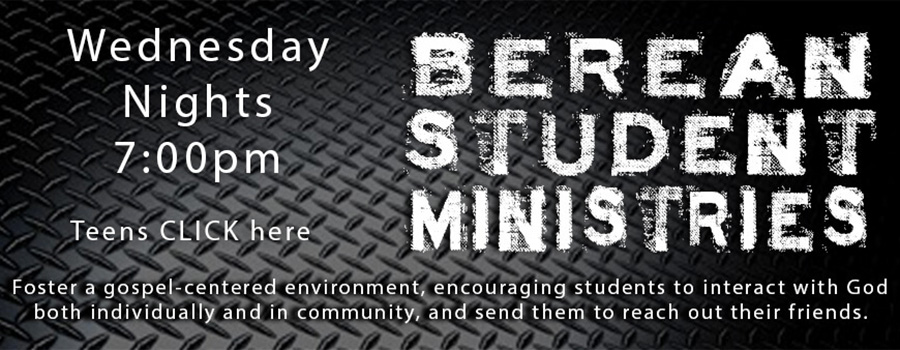 Wednesday
Nights
7:00pm
Teens CLICK here
BEREAN
STUDENT
MINISTRIES
Foster a gospel-centered environment, encouraging students to interact with God
both individually and in community, and send them to reach out their friends.